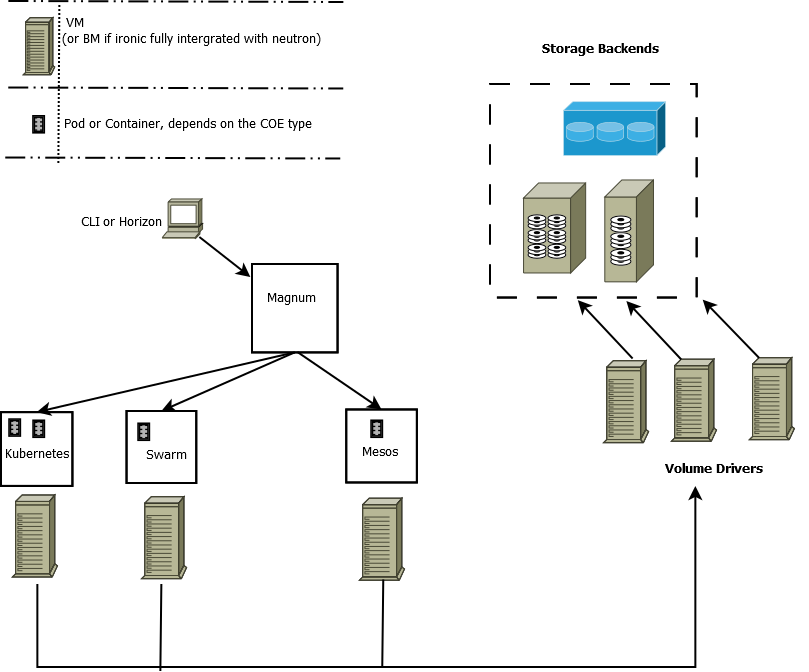 VM
(or BM if ironic fully intergrated with neutron)
Pod or Container, depends on the COE type
Storage Backends
CLI or Horizon
Magnum
Kubernetes
Swarm
Mesos
Volume Drivers